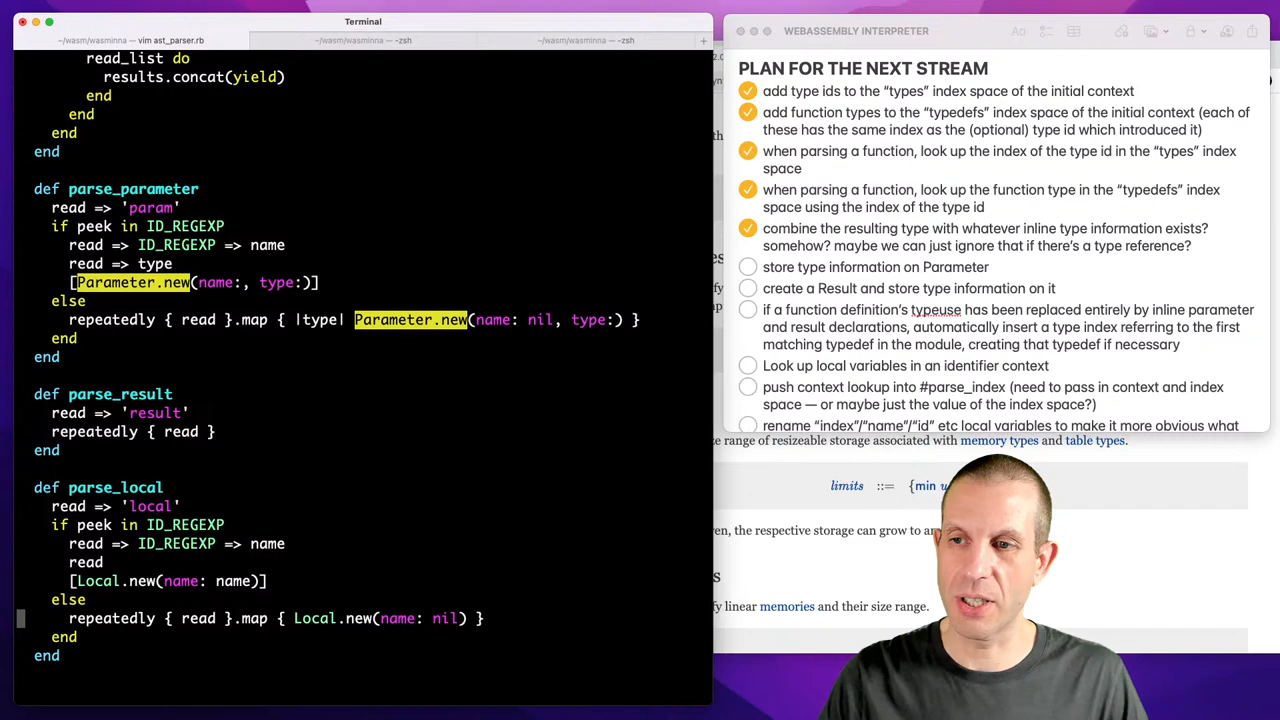 Terminal
~/wasm/wasminna — vim ast_parser.rb
~/wasm/wasminna — -zsh
~/wasm/wasminna — -zsh
+
read_list do
results.concat(yield)
end
end
end
end
def parse_parameter
read => 'param'
if peek in ID_REGEXP
read => ID_REGEXP => name
read => type
[Parameter.new(name:, type:)]
else
repeatedly { read }.map { |type| Parameter.new(name: nil, type:) }
end
end
def parse_result
read => 'result'
repeatedly { read }
end
def parse_local
read => 'local'
if peek in ID_REGEXP
read => ID_REGEXP => name
read
[Local.new(name: name)]
else
repeatedly { read }.map { Local.new(name: nil) }
end
end
WEBASSEMBLY INTERPRETER
Aa
PLAN FOR THE NEXT STREAM
add type ids to the “types” index space of the initial context
add function types to the “typedefs” index space of the initial context (each of
these has the same index as the (optional) type id which introduced it)
when parsing a function, look up the index of the type id in the “types” index
space
when parsing a function, look up the function type in the “typedefs” index
space using the index of the type id
combine the resulting type with whatever inline type information exists?
somehow? maybe we can just ignore that if there’s a type reference?
store type information on Parameter
create a Result and store type information on it
if a function definition’s typeuse has been replaced entirely by inline parameter
and result declarations, automatically insert a type index referring to the first
matching typedef in the module, creating that typedef if necessary
Look up local variables in an identifier context
push context lookup into #parse_index (need to pass in context and index
space — or maybe just the value of the index space?)
rename “index”/“name”/“id” etc local variables to make it more obvious what
ze range of resizeable storage associated with memory types and table types.
limits ::= {min u
en, the respective storage can grow to a
s
fy linear memories and their size range.